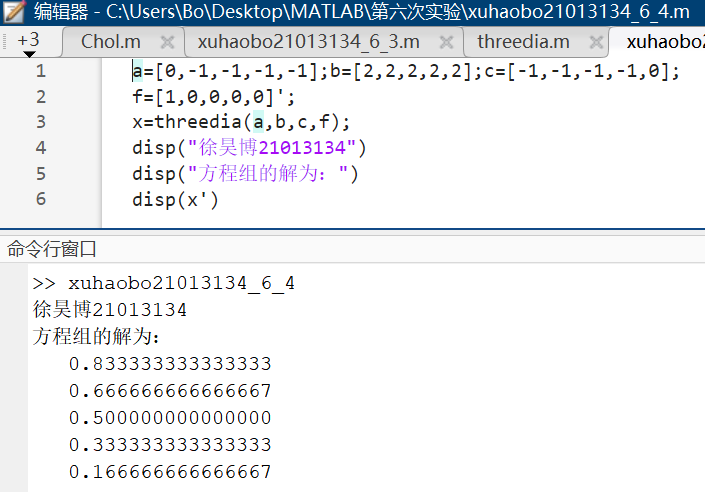 编辑器 - C:\Users\Bo\Desktop\MATLAB\第六次实验\xuhaobo21013134_6_4.m
+3 Chol.m xuhaobo21013134_6_3.m threedia.m xuhaobo2
1 a=[0,-1,-1,-1,-1];b=[2,2,2,2,2];c=[-1,-1,-1,-1,0];
2 f=[1,0,0,0,0]';
3 x=threedia(a,b,c,f);
4 disp("徐昊博21013134")
5 disp("方程组的解为：")
6 disp(x')
命令行窗口
>> xuhaobo21013134_6_4
徐昊博21013134
方程组的解为：
0.833333333333333
0.666666666666667
0.500000000000000
0.333333333333333
0.166666666666667